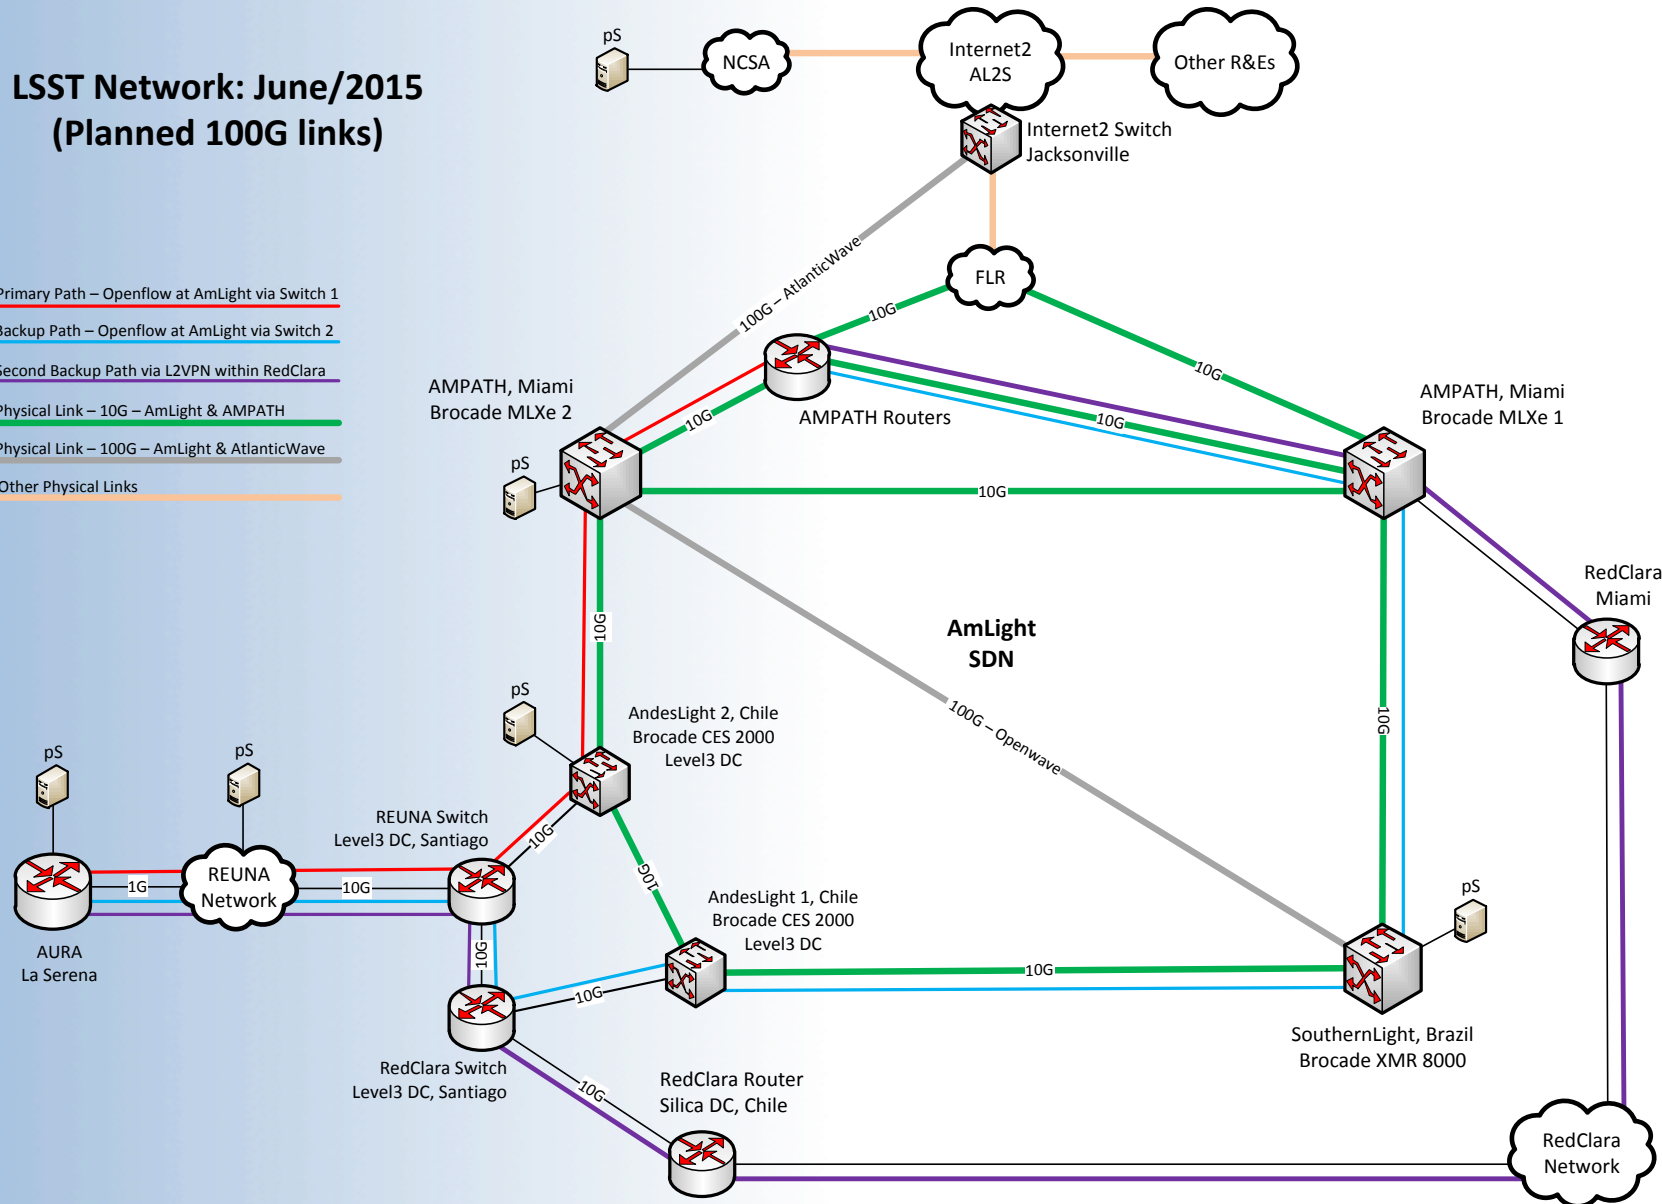 LSST Network: June/2015
(Planned 100G links)
Primary Path – Openflow at AmLight via Switch 1
Backup Path – Openflow at AmLight via Switch 2
Second Backup Path via L2VPN within RedClara
Physical Link – 10G – AmLight & AMPATH
Physical Link – 100G – AmLight & AtlanticWave
Other Physical Links
pS
NCSA
Internet2
AL2S
Other R&Es
Internet2 Switch
Jacksonville
100G – AtlanticWave
FLR
10G
10G
AMPATH, Miami
Brocade MLXe 2
10G
AMPATH Routers
10G
AMPATH, Miami
Brocade MLXe 1
pS
10G
10G
RedClara
Miami
AmLight
SDN
100G – Openwave
10G
pS
AndesLight 2, Chile
Brocade CES 2000
Level3 DC
pS
pS
REUNA Switch
Level3 DC, Santiago
10G
10G
1G
REUNA
Network
10G
AURA
La Serena
10G
AndesLight 1, Chile
Brocade CES 2000
Level3 DC
10G
10G
pS
SouthernLight, Brazil
Brocade XMR 8000
RedClara Switch
Level3 DC, Santiago
10G
RedClara Router
Silica DC, Chile
RedClara
Network